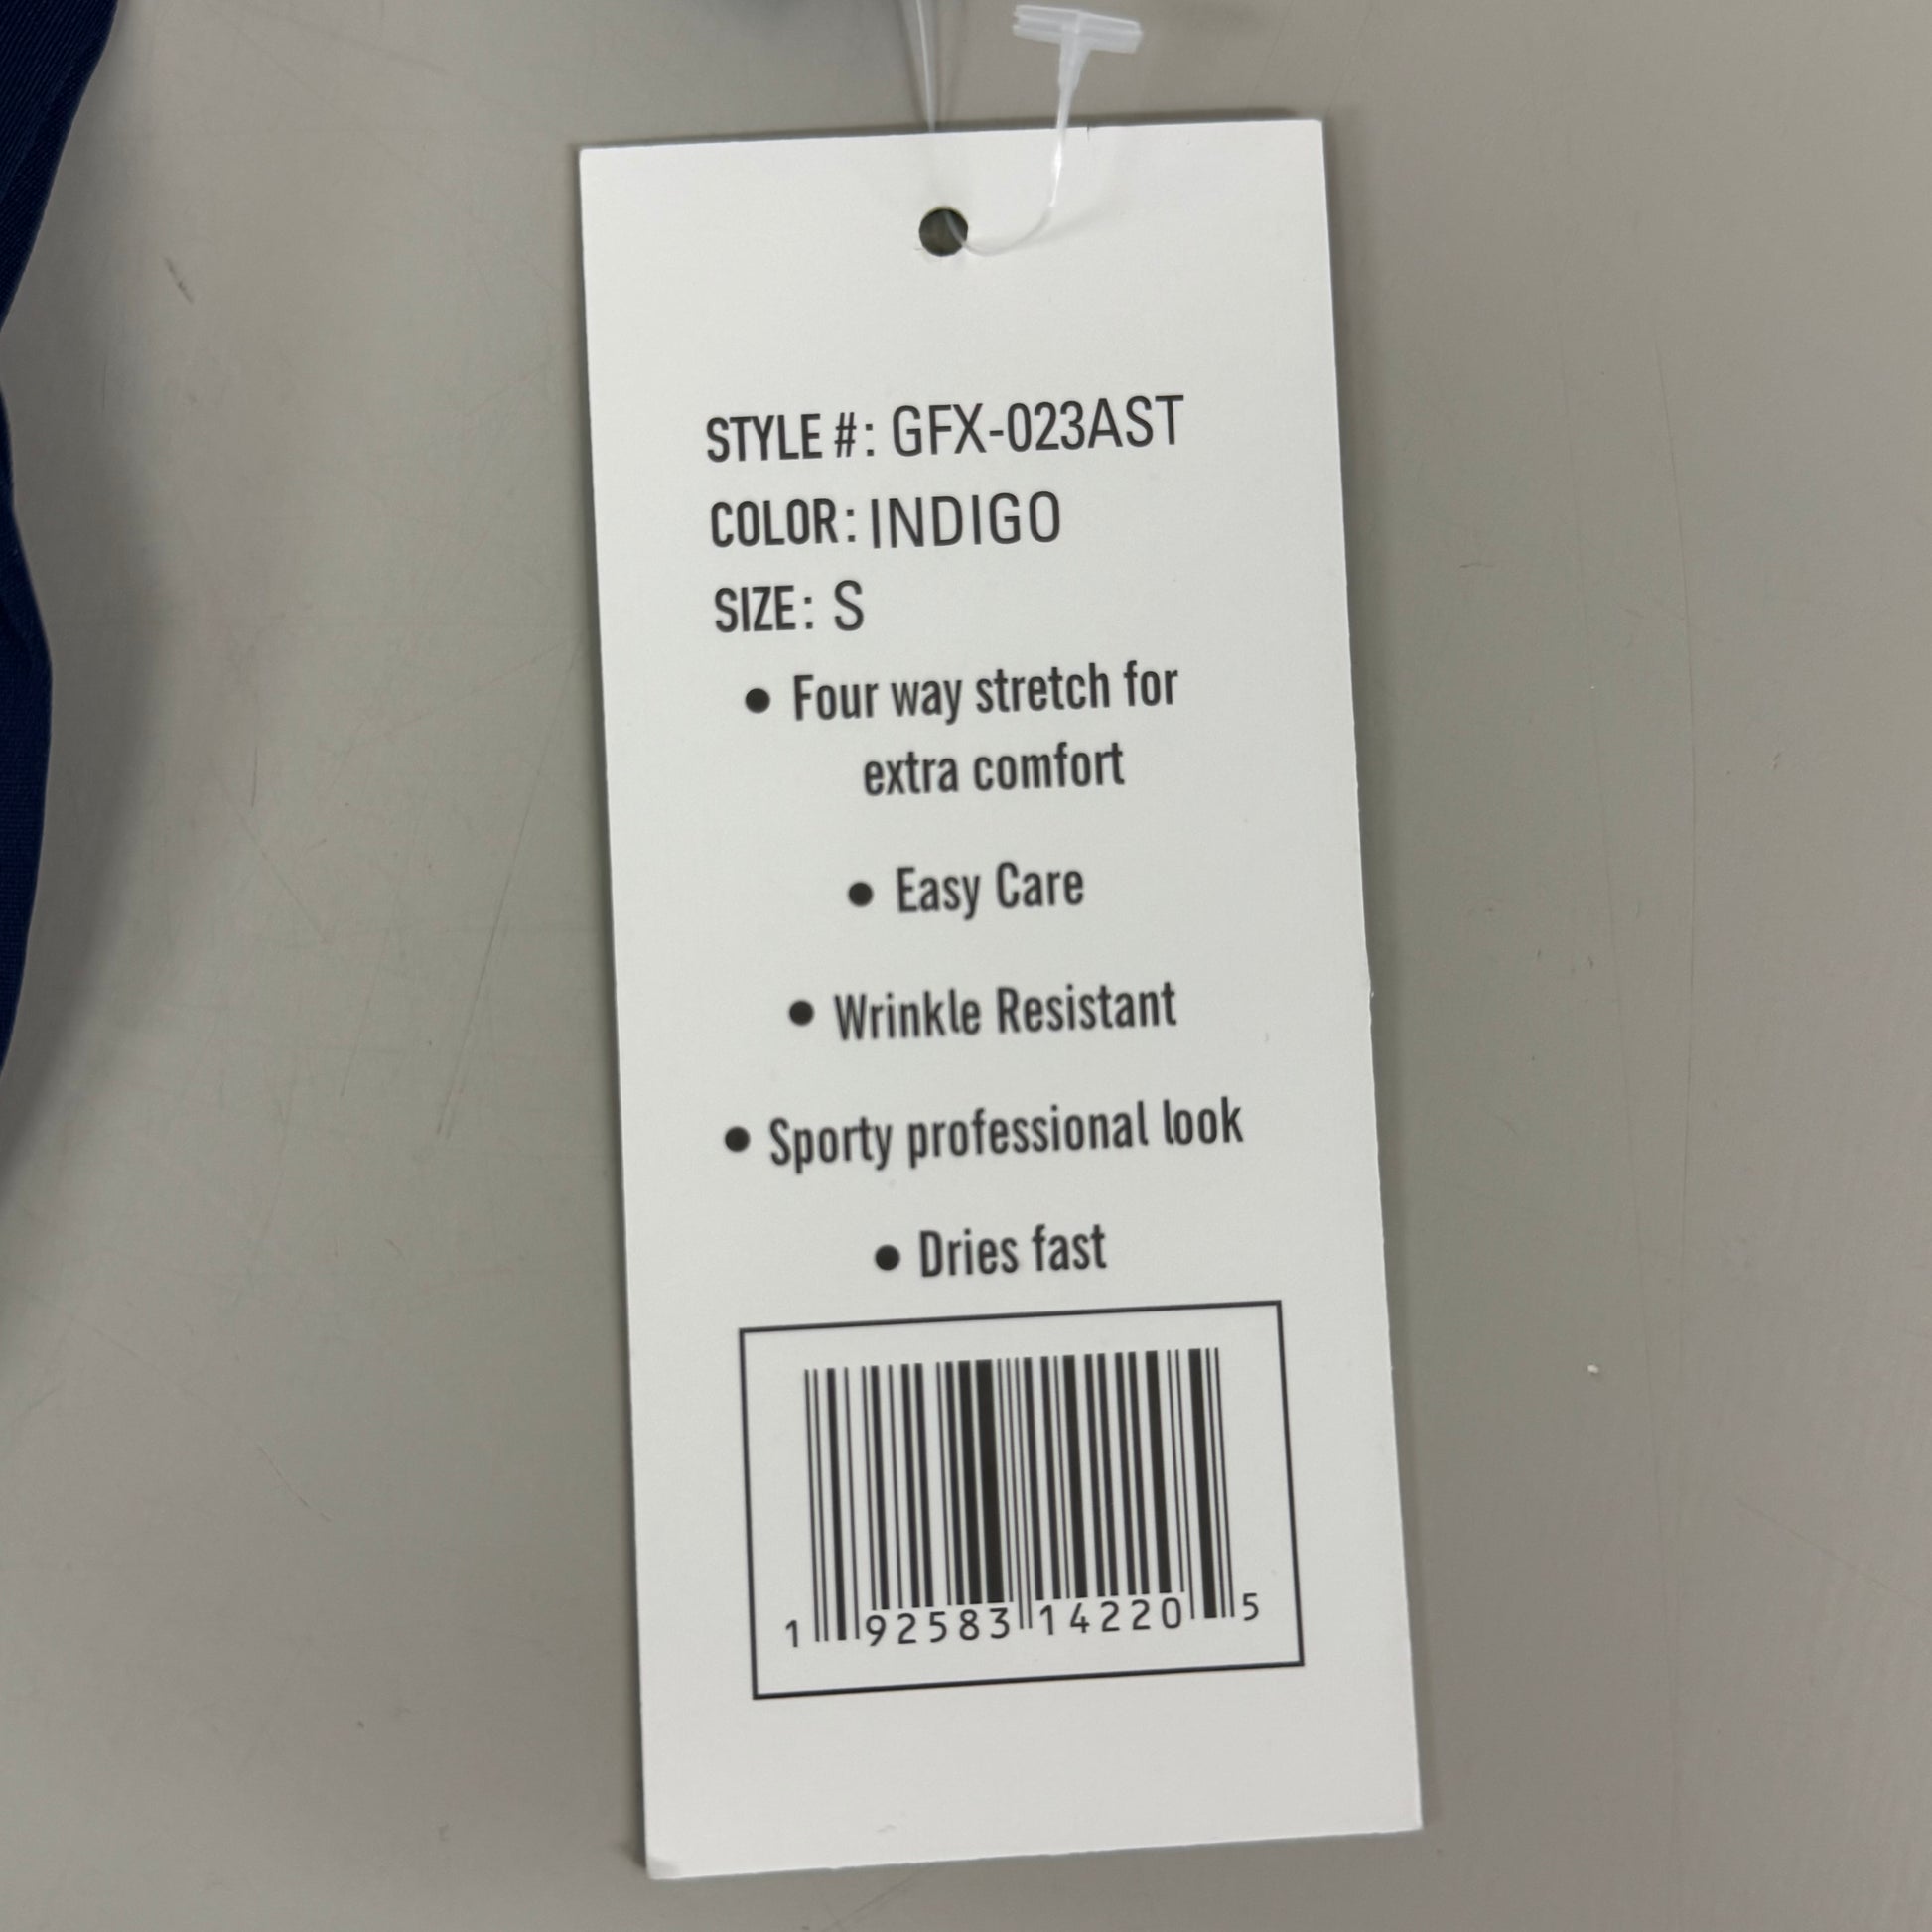 STYLE #: GFX-023AST
COLOR: INDIGO
SIZE: S
• Four way stretch for
extra comfort
• Easy Care
• Wrinkle Resistant
• Sporty professional look
• Dries fast
1 92583 14220 5